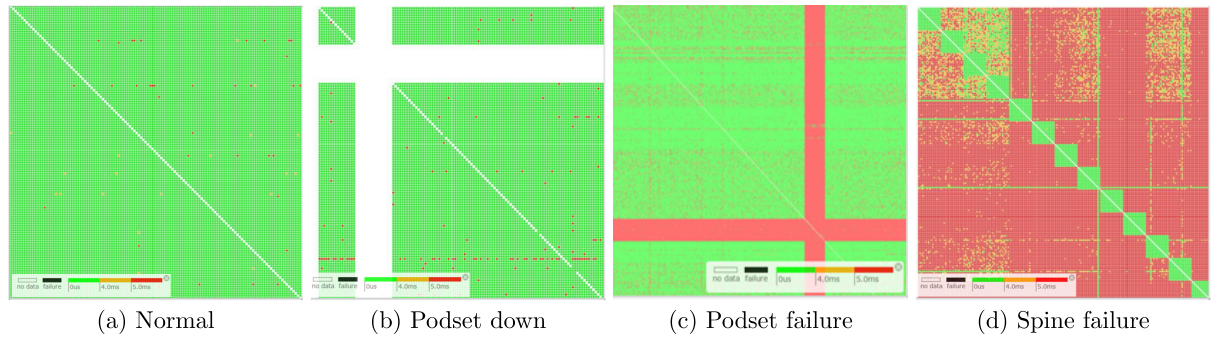 no data failure 0us 4.0ms 5.0ms
no data failure 0us 4.0ms 5.0ms
no data failure 0us 4.0ms 5.0ms
no data failure 0us 4.0ms 5.0ms
(a) Normal
(b) Podset down
(c) Podset failure
(d) Spine failure